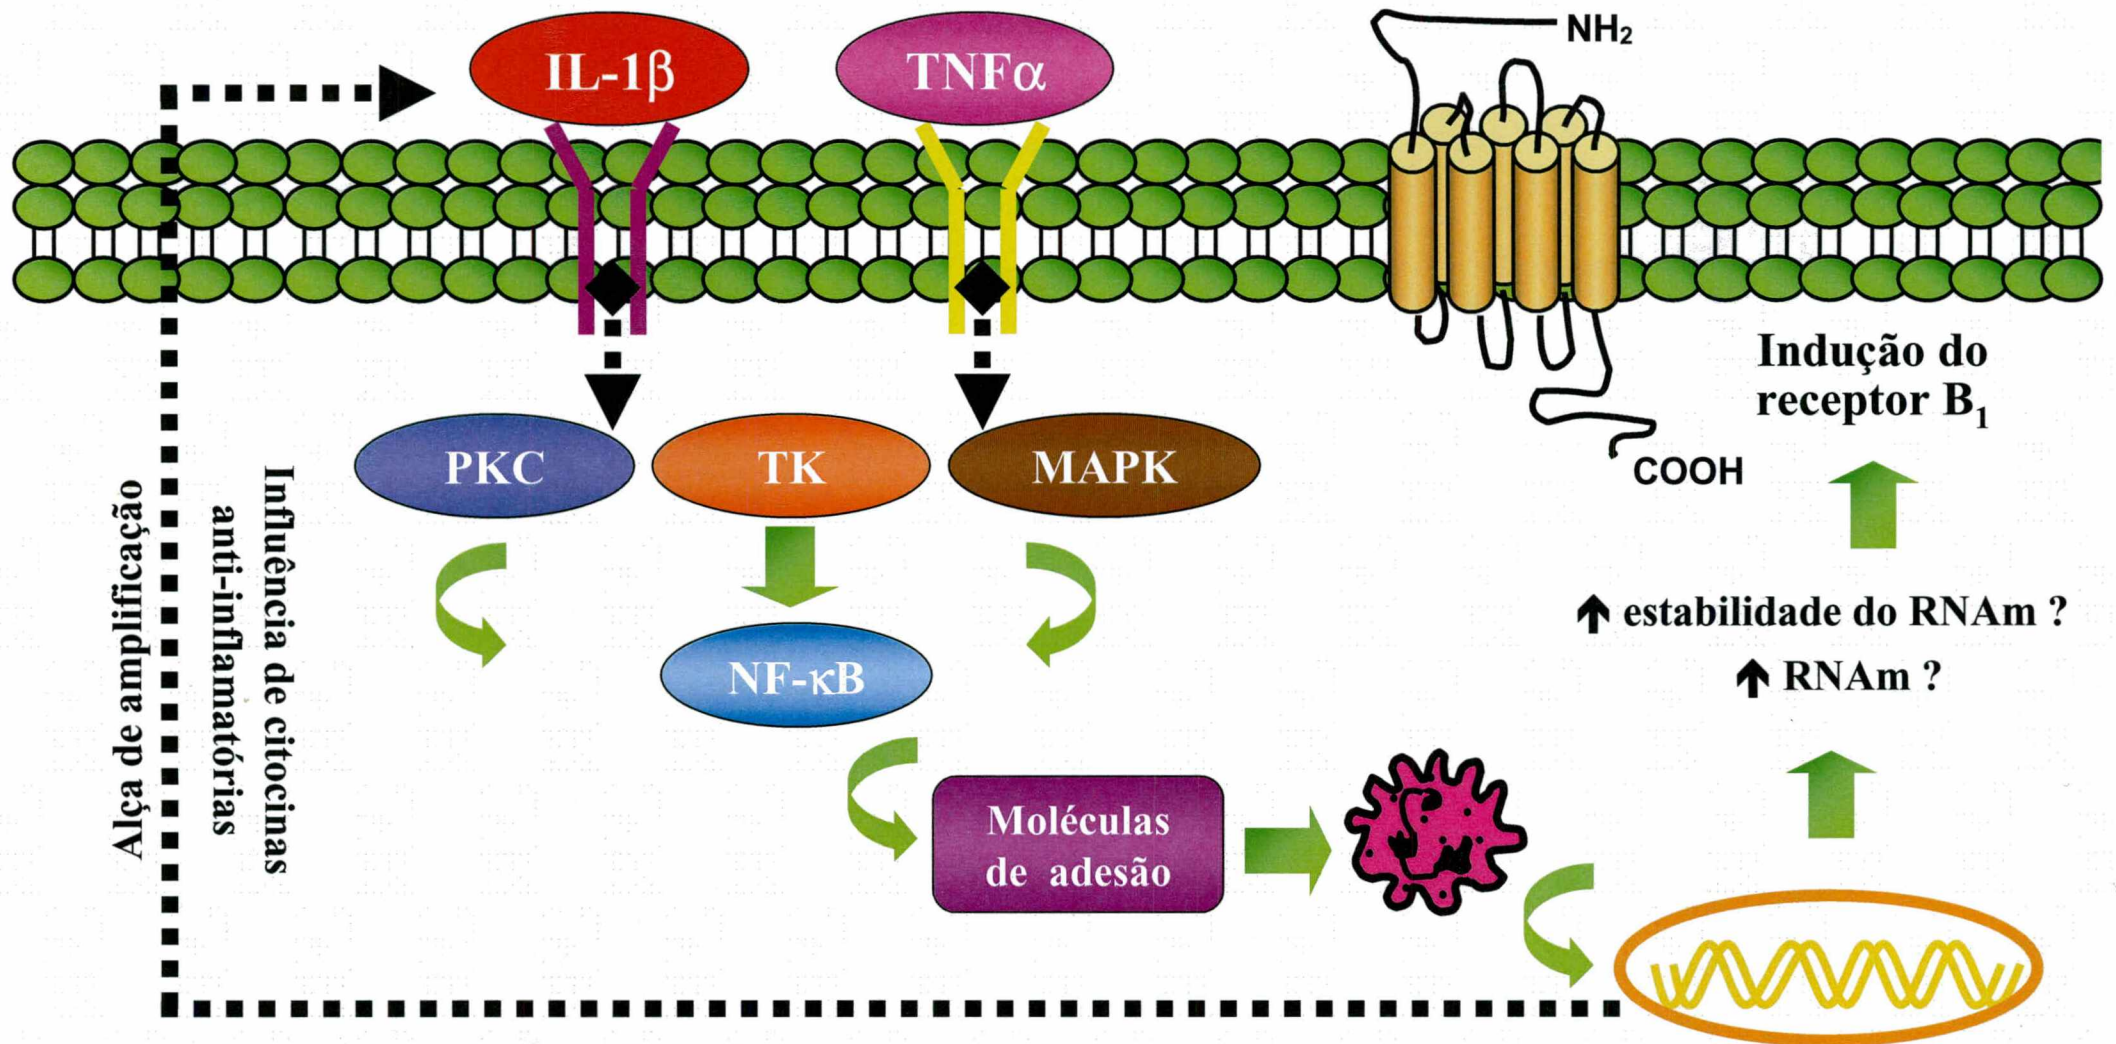 IL-1β
TNFα
NH₂
Indução do
receptor B₁
COOH
PKC
TK
MAPK
Alça de amplificação
Influência de citocinas
anti-inflamatórias
↑ estabilidade do RNAm ?
↑ RNAm ?
NF-κB
Moléculas
de adesão